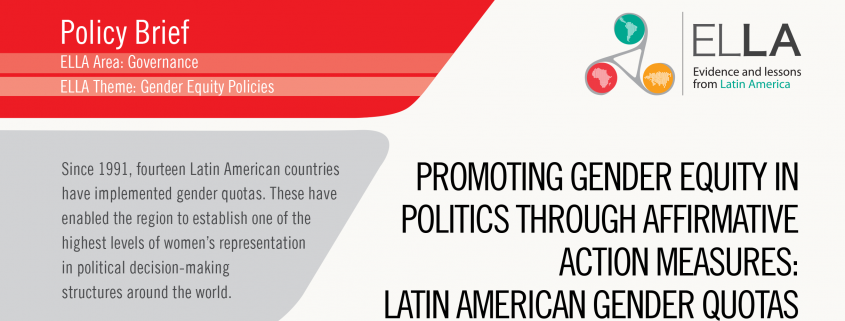 Policy Brief
ELLA Area: Governance
ELLA Theme: Gender Equity Policies
ELLA
Evidence and lessons
from Latin America
Since 1991, fourteen Latin American countries
have implemented gender quotas. These have
enabled the region to establish one of the
highest levels of women's representation
in political decision-making
structures around the world.
PROMOTING GENDER EQUITY IN
POLITICS THROUGH AFFIRMATIVE
ACTION MEASURES:
LATIN AMERICAN GENDER QUOTAS